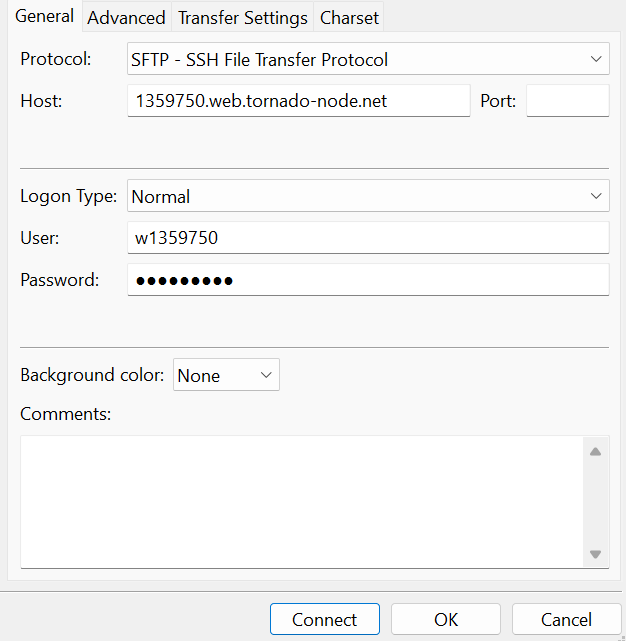 General Advanced Transfer Settings Charset
Protocol: SFTP - SSH File Transfer Protocol
Host: 1359750.web.tornado-node.net Port:
Logon Type: Normal
User: w1359750
Password: ●●●●●●●●●
Background color: None
Comments:
Connect OK Cancel